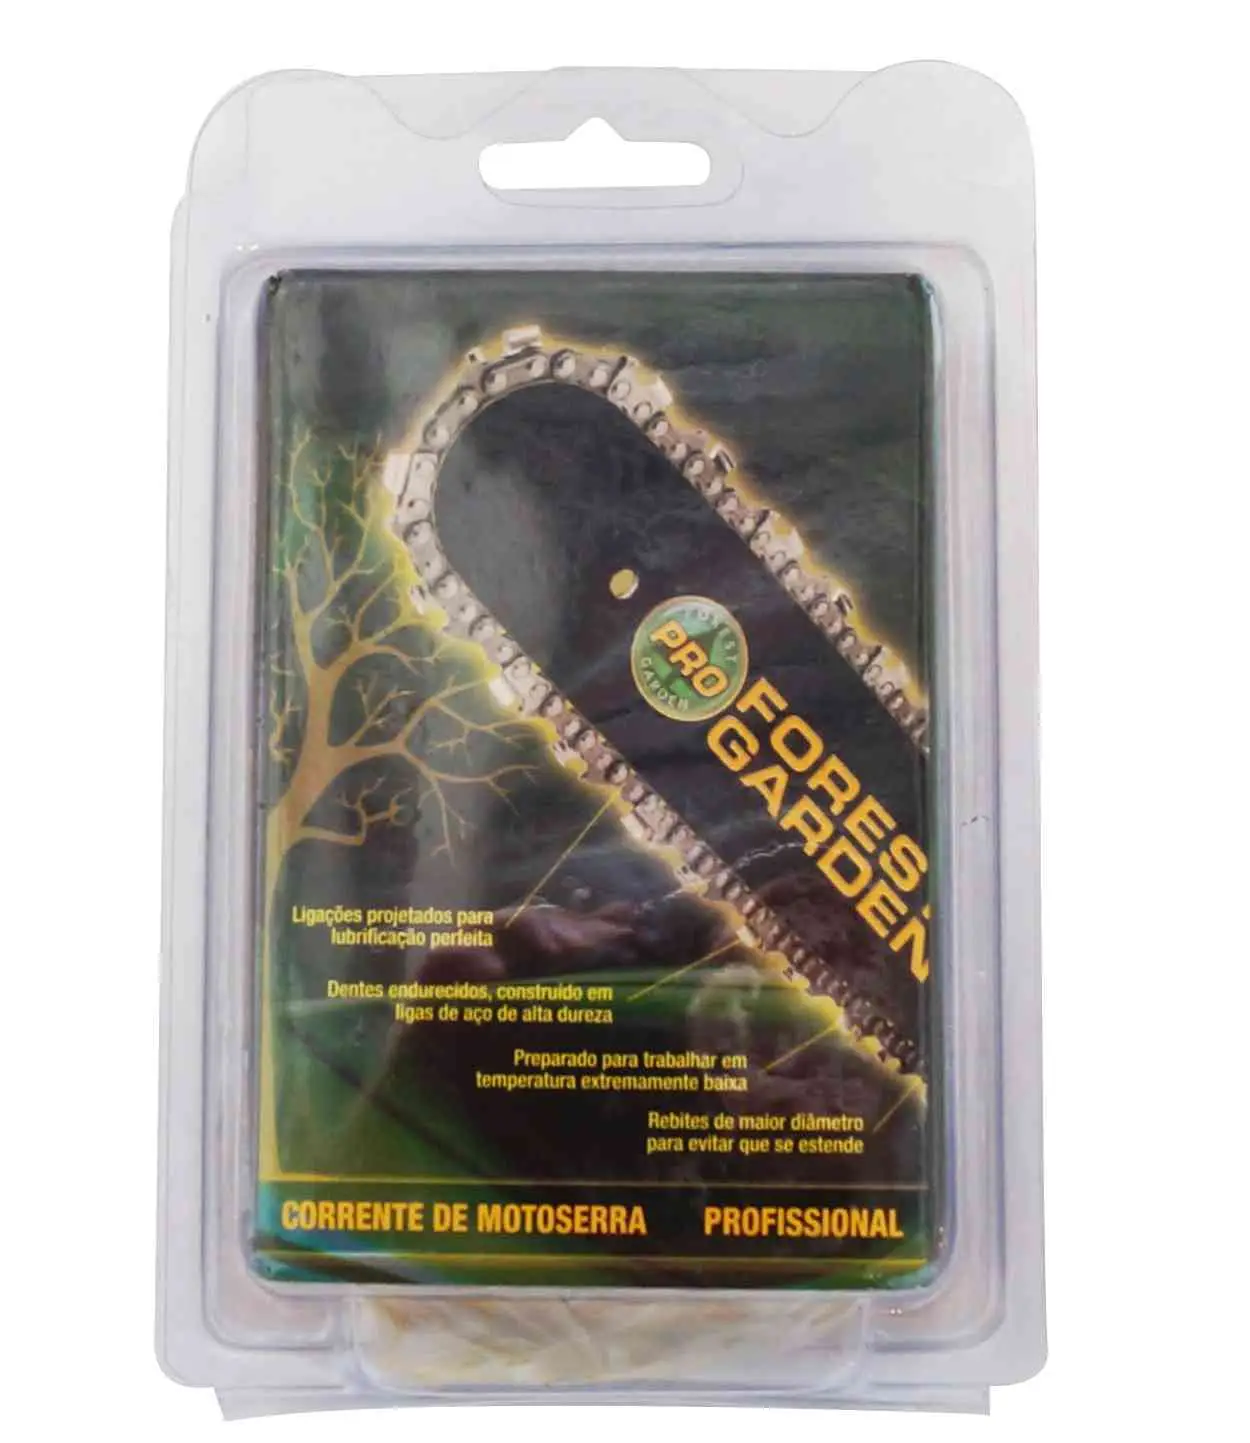 FOREST
PRO
GARDEN
FORES
GARDEN
Ligações projetados para
lubrificação perfeita
Dentes endurecidos, construido em
ligas de aço de alta dureza
Preparado para trabalhar em
temperatura extremamente baixa
Rebites de maior diâmetro
para evitar que se estende
CORRENTE DE MOTOSERRA PROFISSIONAL